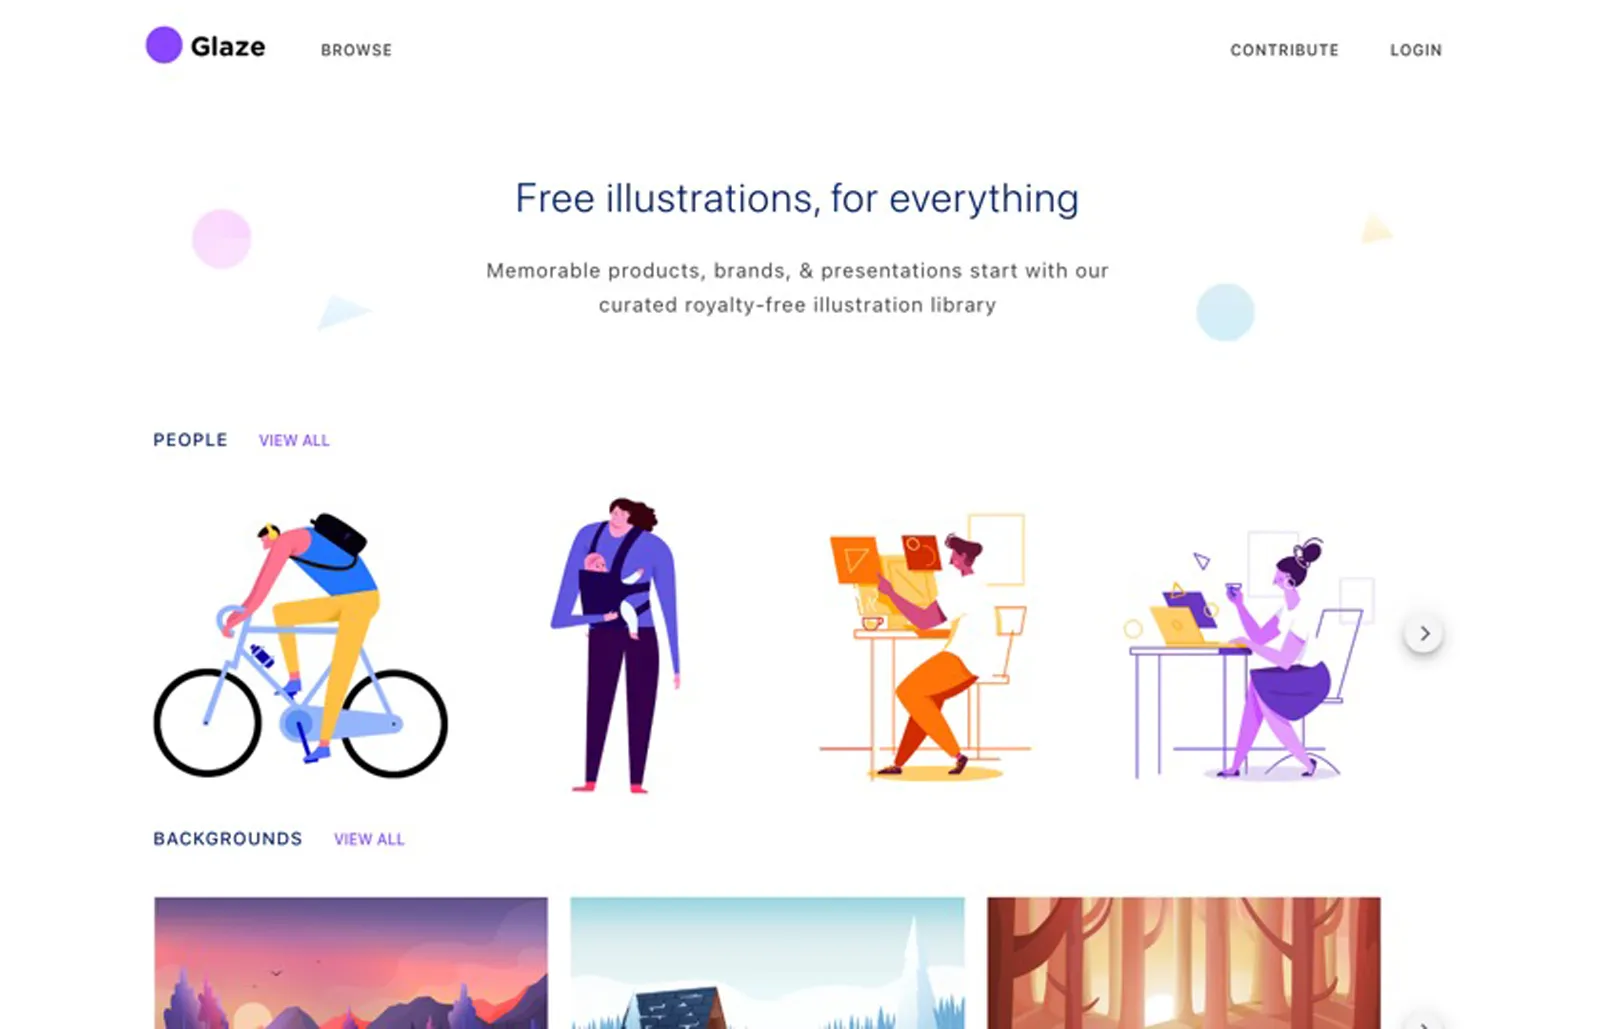 Glaze
BROWSE
CONTRIBUTE
LOGIN
Free illustrations, for everything
Memorable products, brands, & presentations start with our
curated royalty-free illustration library
PEOPLE
VIEW ALL
BACKGROUNDS
VIEW ALL